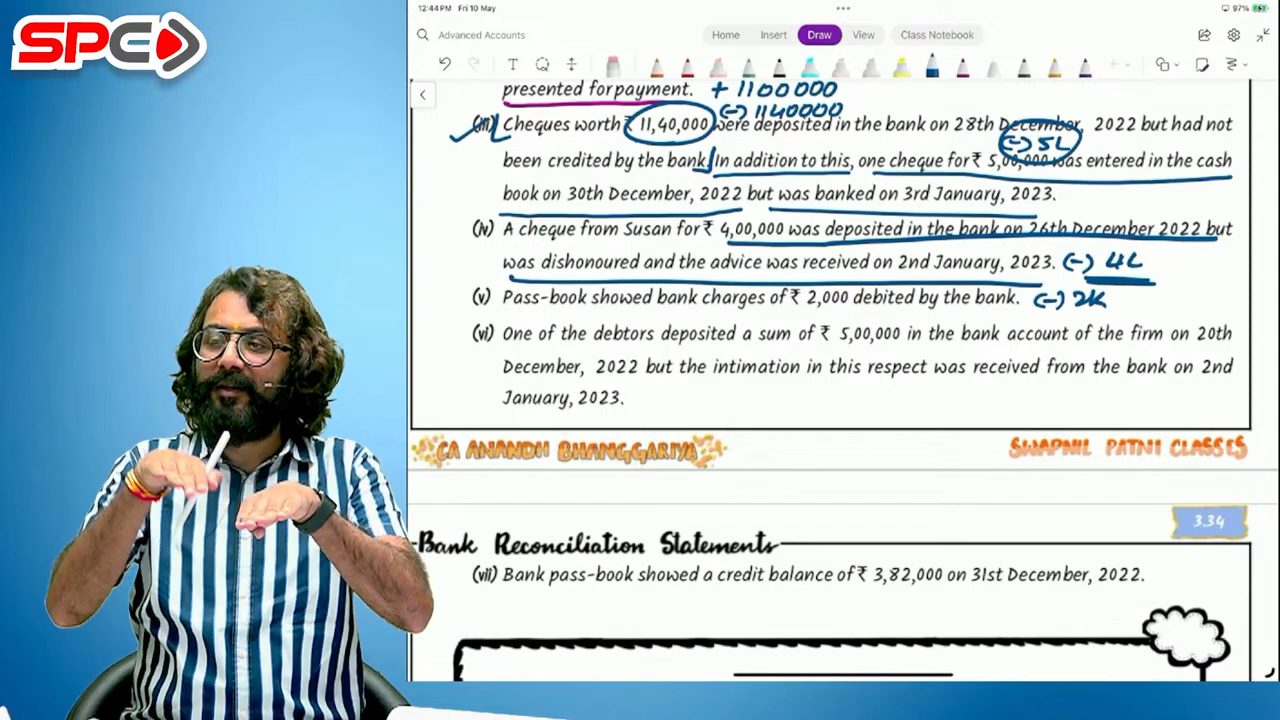 SPC
12:44PM Fri 10 May
97%
Advanced Accounts
Home Insert Draw View Class Notebook
presented for payment. + 1100000
(-) 1140000
(iii) Cheques worth ₹ 11,40,000 were deposited in the bank on 28th December, 2022 but had not
(-) 5L
been credited by the bank. In addition to this, one cheque for ₹ 5,00,000 was entered in the cash
book on 30th December, 2022 but was banked on 3rd January, 2023.
(iv) A cheque from Susan for ₹ 4,00,000 was deposited in the bank on 26th December 2022 but
was dishonoured and the advice was received on 2nd January, 2023. (-) 4L
(v) Pass-book showed bank charges of ₹ 2,000 debited by the bank. (-) 2K
(vi) One of the debtors deposited a sum of ₹ 5,00,000 in the bank account of the firm on 20th
December, 2022 but the intimation in this respect was received from the bank on 2nd
January, 2023.
CA ANANDH BHANGGARIYA SWAPNIL PATNI CLASSES
3.34
Bank Reconciliation Statements
(vii) Bank pass-book showed a credit balance of ₹ 3,82,000 on 31st December, 2022.